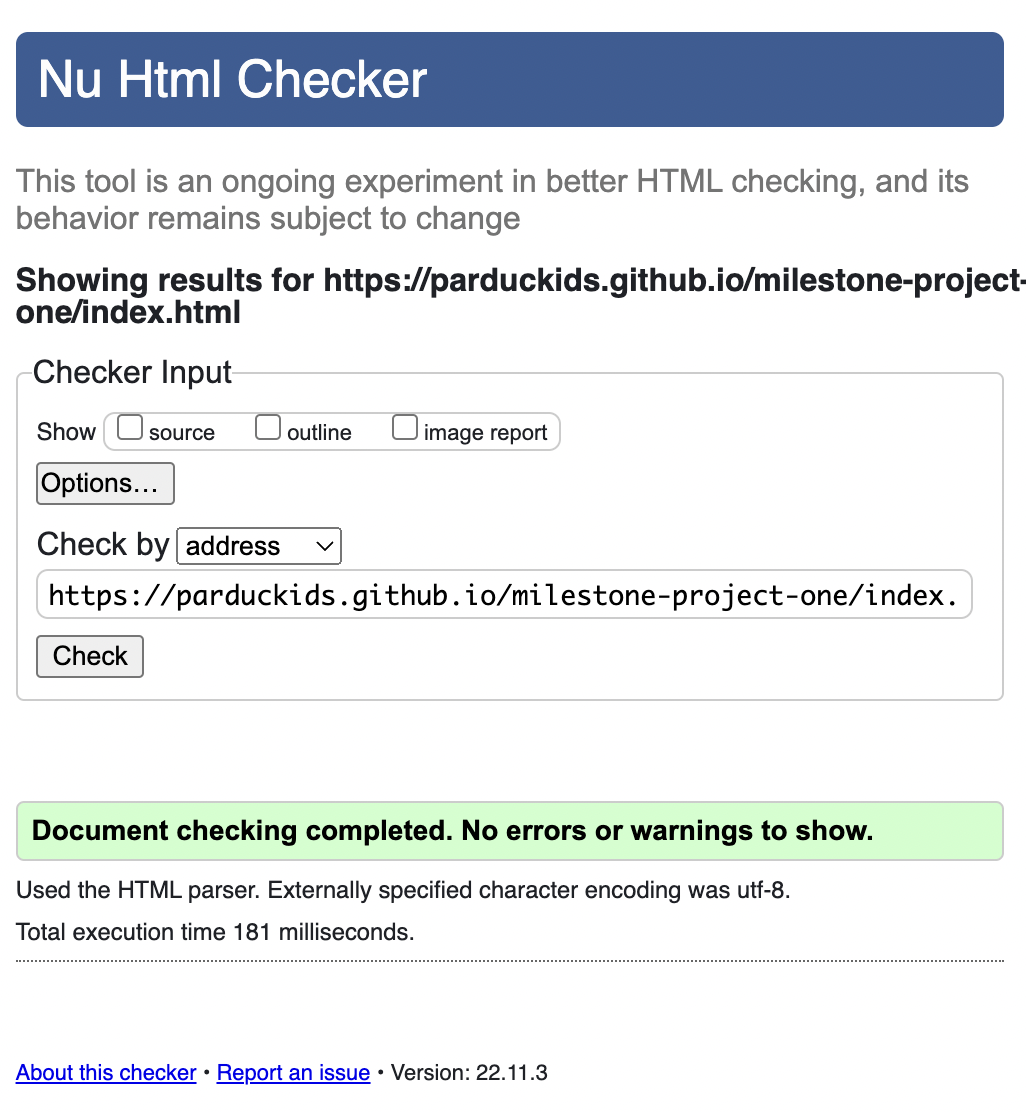 Nu Html Checker
This tool is an ongoing experiment in better HTML checking, and its
behavior remains subject to change
Showing results for https://parduckids.github.io/milestone-project-
one/index.html
Checker Input
Show source outline image report
Options...
Check by address
https://parduckids.github.io/milestone-project-one/index.
Check
Document checking completed. No errors or warnings to show.
Used the HTML parser. Externally specified character encoding was utf-8.
Total execution time 181 milliseconds.
About this checker • Report an issue • Version: 22.11.3